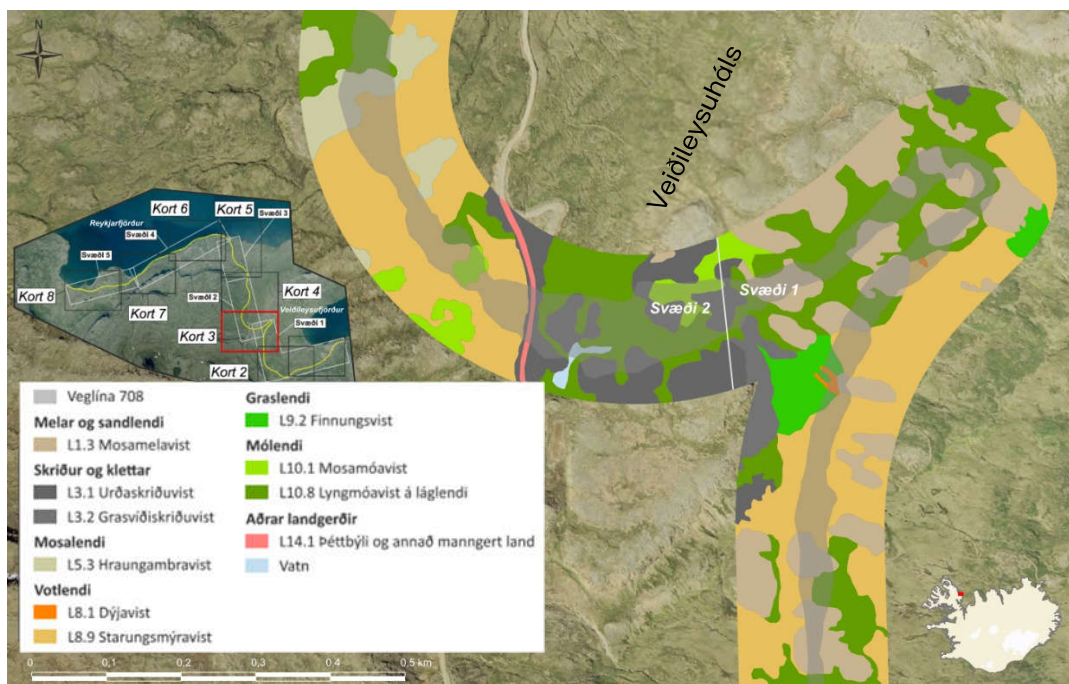 N
Veiðileysuháls
Kort 6
Kort 5
Reykjarfjörður
Svæði 3
Svæði 4
Svæði 5
Kort 8
Kort 7
Svæði 2
Kort 4
Veiðileysufjörður
Svæði 1
Kort 3
Kort 2
Svæði 2
Svæði 1
Veglína 708
Melar og sandlendi
L1.3 Mosamelavist
Skriður og klettar
L3.1 Urðaskriðuvist
L3.2 Grasvíðiskriðuvist
Mosalendi
L5.3 Hraungambravist
Votlendi
L8.1 Dýjavist
L8.9 Starungsmýravist
Graslendi
L9.2 Finnungsvist
Mólendi
L10.1 Mosamóavist
L10.8 Lyngmóavist á láglendi
Aðrar landgerðir
L14.1 Þéttbýli og annað manngert land
Vatn
0 0,1 0,2 0,3 0,4 0,5 km